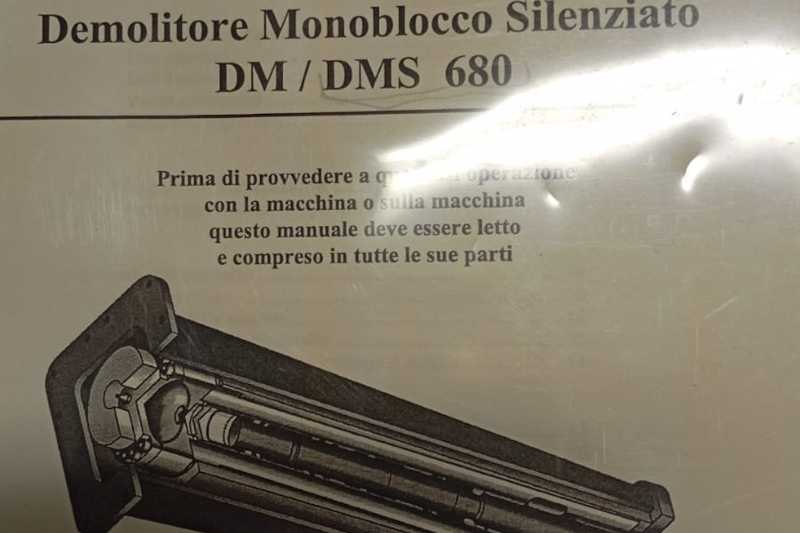 Demolitore Monoblocco Silenziato
DM / DMS 680
Prima di provvedere a operazione
con la macchina o sulla macchina
questo manuale deve essere letto
e compreso in tutte le sue parti